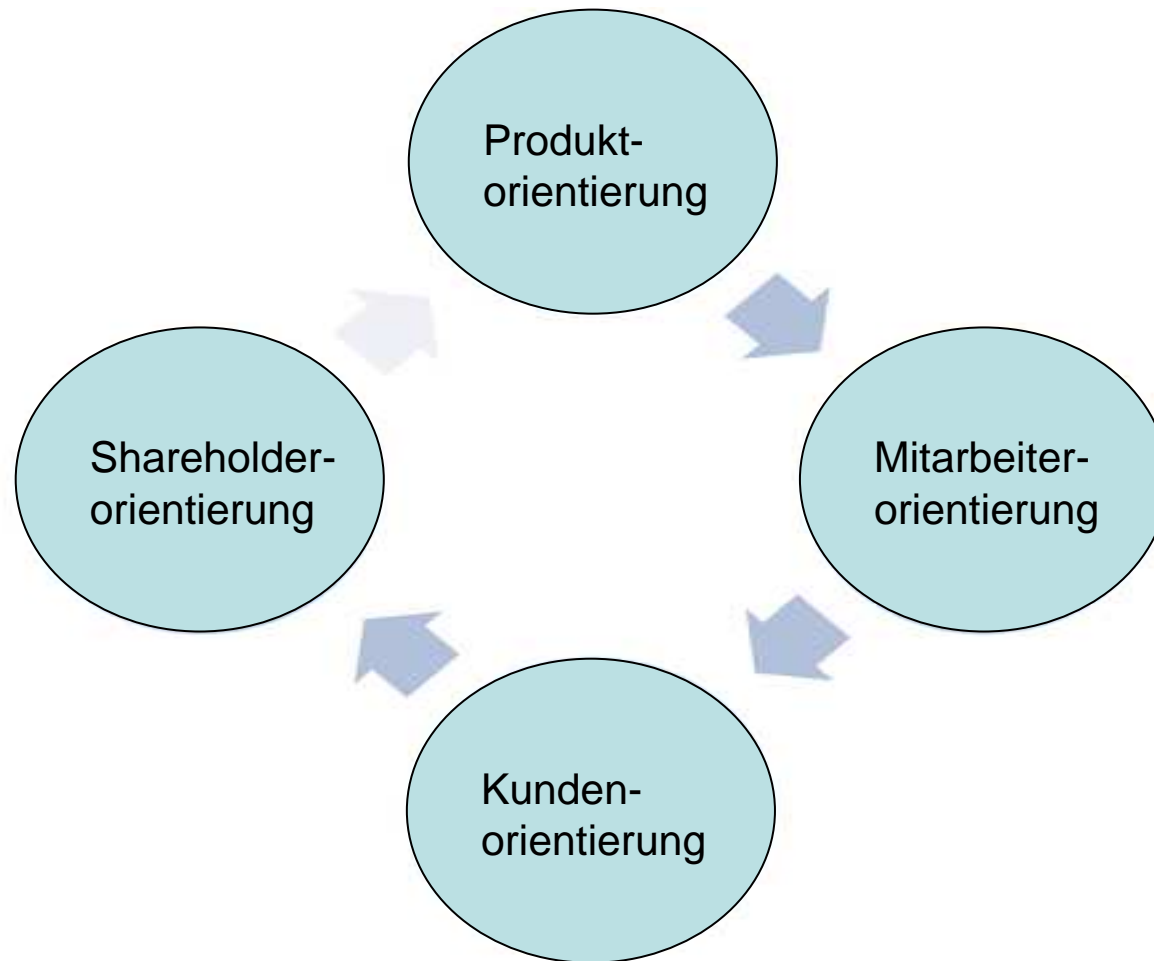 Produkt-
orientierung
Shareholder-
orientierung
Mitarbeiter-
orientierung
Kunden-
orientierung